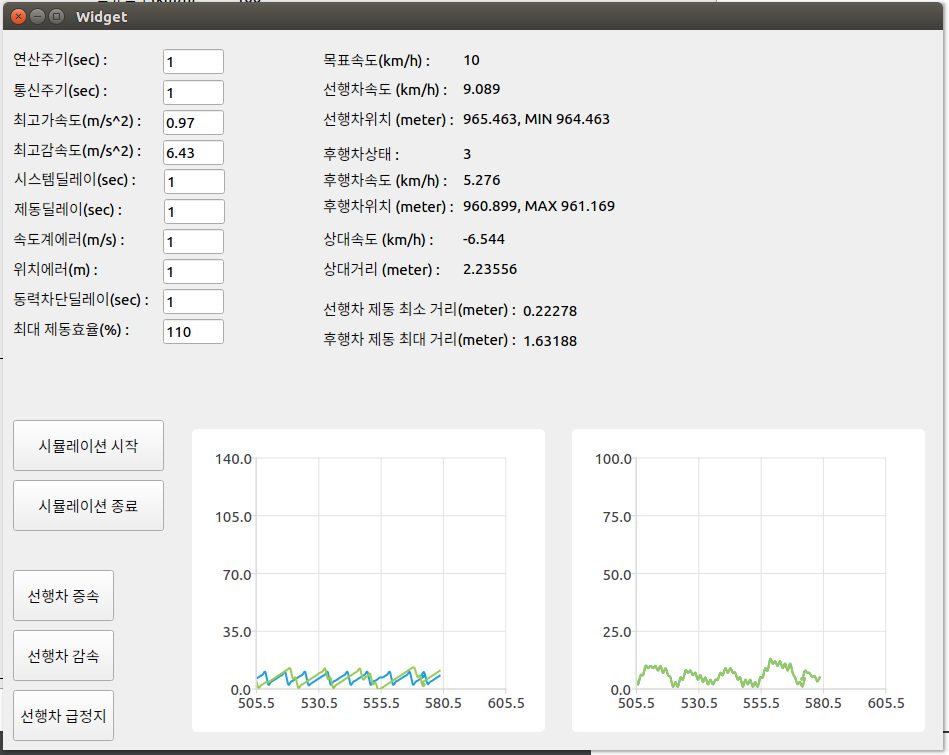 Widget
연산주기(sec) : 1
통신주기(sec) : 1
최고가속도(m/s^2) : 0.97
최고감속도(m/s^2) : 6.43
시스템딜레이(sec) : 1
제동딜레이(sec) : 1
속도계에러(m/s) : 1
위치에러(m) : 1
동력차단딜레이(sec) : 1
최대 제동효율(%) : 110
목표속도(km/h) : 10
선행차속도 (km/h) : 9.089
선행차위치 (meter) : 965.463, MIN 964.463
후행차상태 : 3
후행차속도 (km/h) : 5.276
후행차위치 (meter) : 960.899, MAX 961.169
상대속도 (km/h) : -6.544
상대거리 (meter) : 2.23556
선행차 제동 최소 거리(meter) : 0.22278
후행차 제동 최대 거리(meter) : 1.63188
시뮬레이션 시작
시뮬레이션 종료
선행차 증속
선행차 감속
선행차 급정지
140.0
105.0
70.0
35.0
0.0
505.5 530.5 555.5 580.5 605.5
100.0
75.0
50.0
25.0
0.0
505.5 530.5 555.5 580.5 605.5